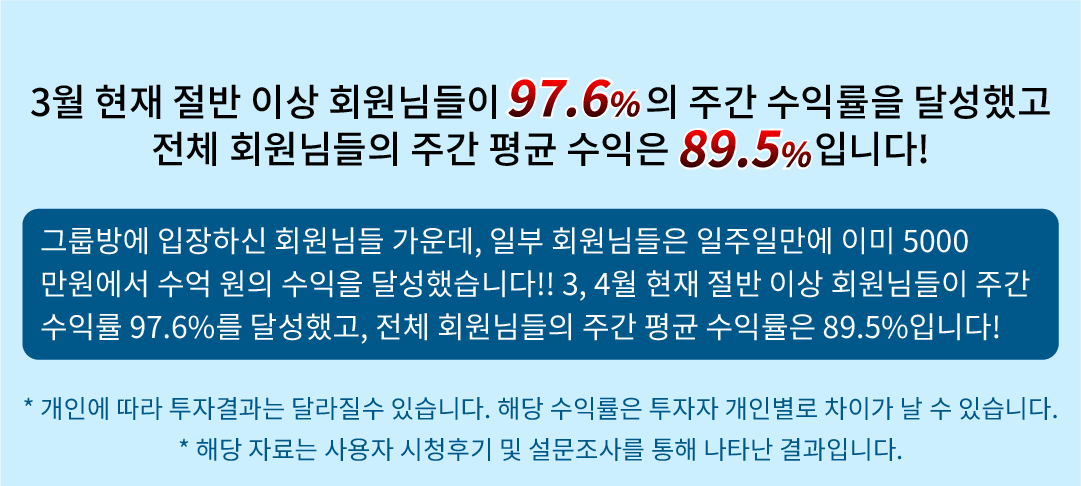 3월 현재 절반 이상 회원님들이 97.6%의 주간 수익률을 달성했고
전체 회원님들의 주간 평균 수익은 89.5%입니다!
그룹방에 입장하신 회원님들 가운데, 일부 회원님들은 일주일만에 이미 5000
만원에서 수억 원의 수익을 달성했습니다!! 3, 4월 현재 절반 이상 회원님들이 주간
수익률 97.6%를 달성했고, 전체 회원님들의 주간 평균 수익률은 89.5%입니다!
* 개인에 따라 투자결과는 달라질수 있습니다. 해당 수익률은 투자자 개인별로 차이가 날 수 있습니다.
* 해당 자료는 사용자 시청후기 및 설문조사를 통해 나타난 결과입니다.